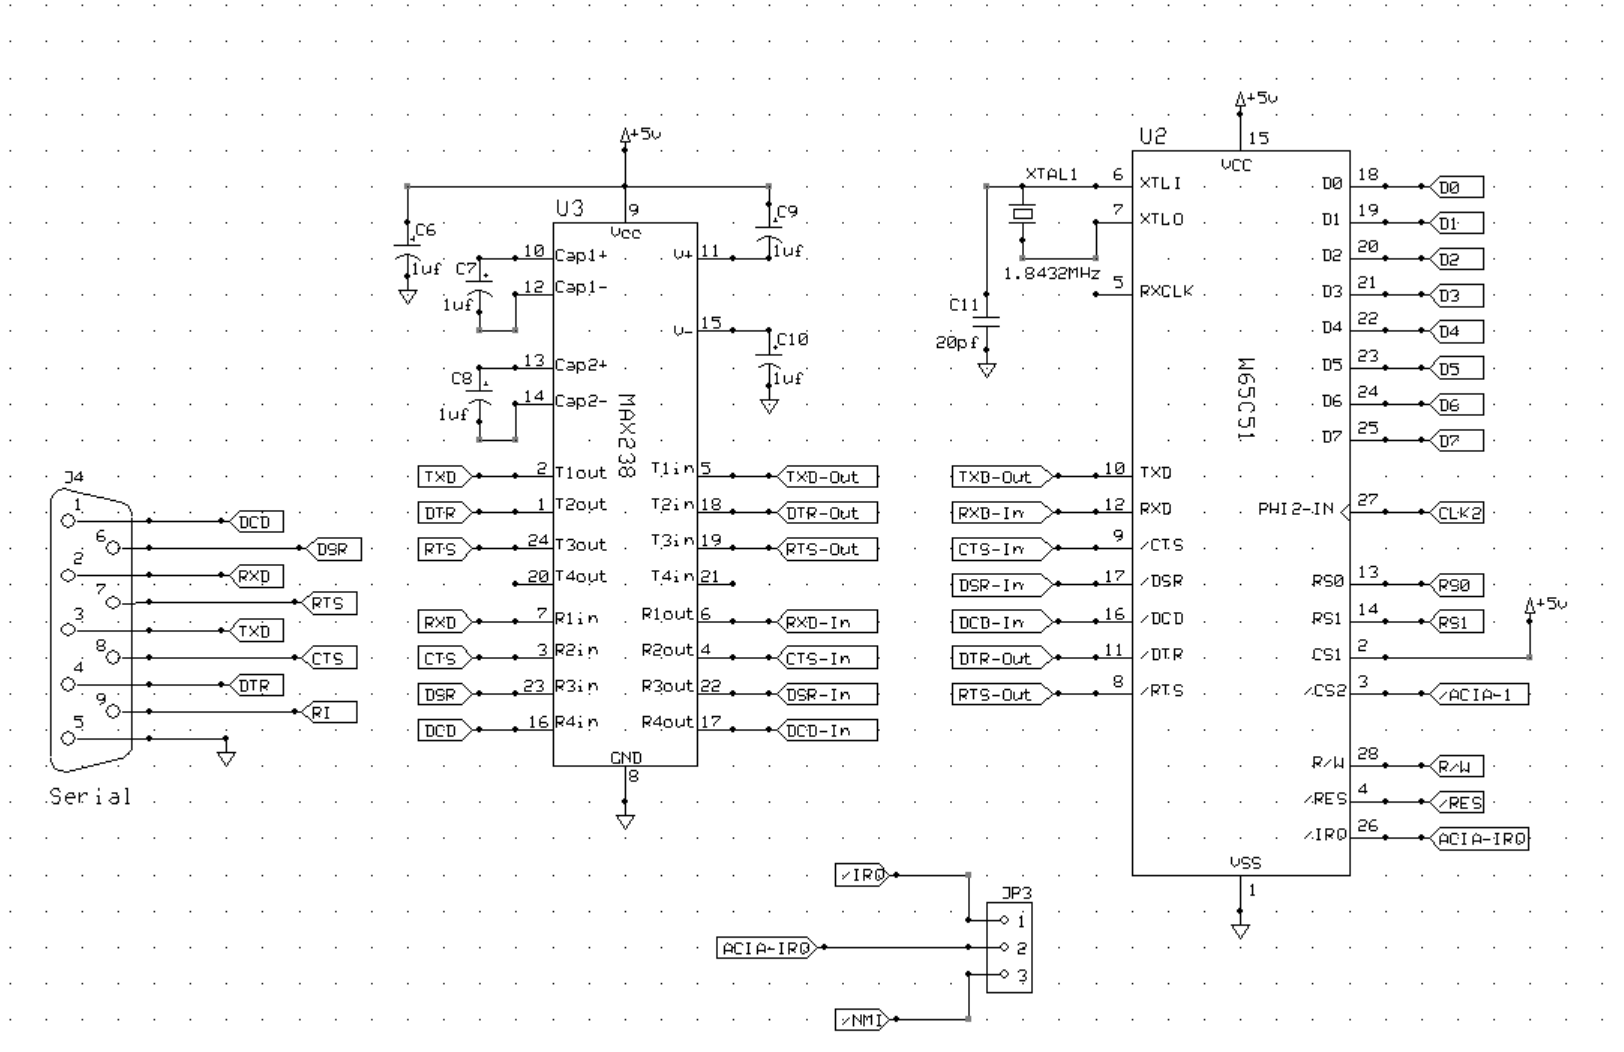 J4
1
DCD
6
DSR
2
RXD
7
RTS
3
TXD
8
CTS
4
DTR
9
RI
5
Serial
+5v
U3
9
Vcc
C6
1uf
C7
1uf
10 Cap1+
12 Cap1-
C8
1uf
13 Cap2+
14 Cap2-
MAX238
V+ 11
C9
1uf
V- 15
C10
1uf
TXD 2 T1out T1in 5 TXD-Out
DTR 1 T2out T2in 18 DTR-Out
RTS 24 T3out T3in 19 RTS-Out
20 T4out T4in 21
RXD 7 R1in R1out 6 RXD-In
CTS 3 R2in R2out 4 CTS-In
DSR 23 R3in R3out 22 DSR-In
DCD 16 R4in R4out 17 DCD-In
GND
8
+5v
U2
15
VCC
XTAL1
6 XTLI
7 XTLO
1.8432MHz
5 RXCLK
C11
20pf
W65C51
D0 18 D0
D1 19 D1
D2 20 D2
D3 21 D3
D4 22 D4
D5 23 D5
D6 24 D6
D7 25 D7
TXD-Out 10 TXD
RXD-In 12 RXD
CTS-In 9 /CTS
DSR-In 17 /DSR
DCD-In 16 /DCD
DTR-Out 11 /DTR
RTS-Out 8 /RTS
PHI2-IN 27 CLK2
RS0 13 RS0
RS1 14 RS1
+5v
CS1 2
/CS2 3 /ACIA-1
R/W 28 R/W
/RES 4 /RES
/IRQ 26 ACIA-IRQ
VSS
1
/IRQ
JP3
1
ACIA-IRQ
2
3
/NMI